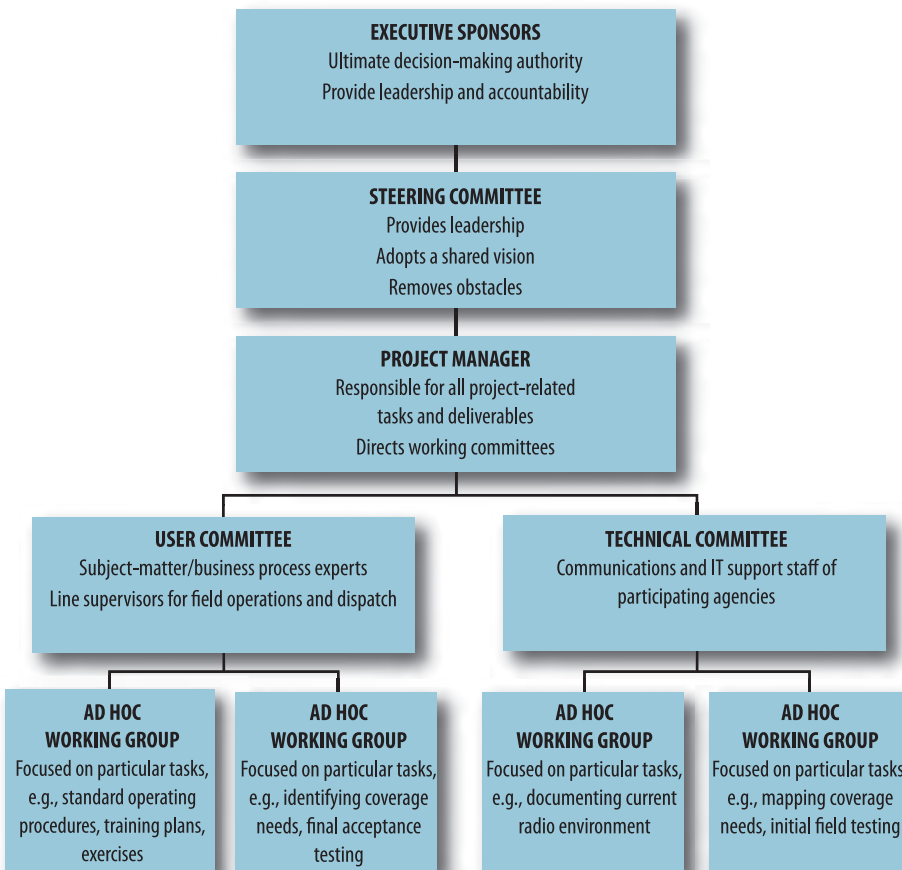 EXECUTIVE SPONSORS
Ultimate decision-making authority
Provide leadership and accountability
STEERING COMMITTEE
Provides leadership
Adopts a shared vision
Removes obstacles
PROJECT MANAGER
Responsible for all project-related
tasks and deliverables
Directs working committees
USER COMMITTEE
Subject-matter/business process experts
Line supervisors for field operations and dispatch
TECHNICAL COMMITTEE
Communications and IT support staff of
participating agencies
AD HOC
WORKING GROUP
Focused on particular tasks,
e.g., standard operating
procedures, training plans,
exercises
AD HOC
WORKING GROUP
Focused on particular tasks,
e.g., identifying coverage
needs, final acceptance
testing
AD HOC
WORKING GROUP
Focused on particular tasks,
e.g., documenting current
radio environment
AD HOC
WORKING GROUP
Focused on particular tasks
e.g., mapping coverage
needs, initial field testing